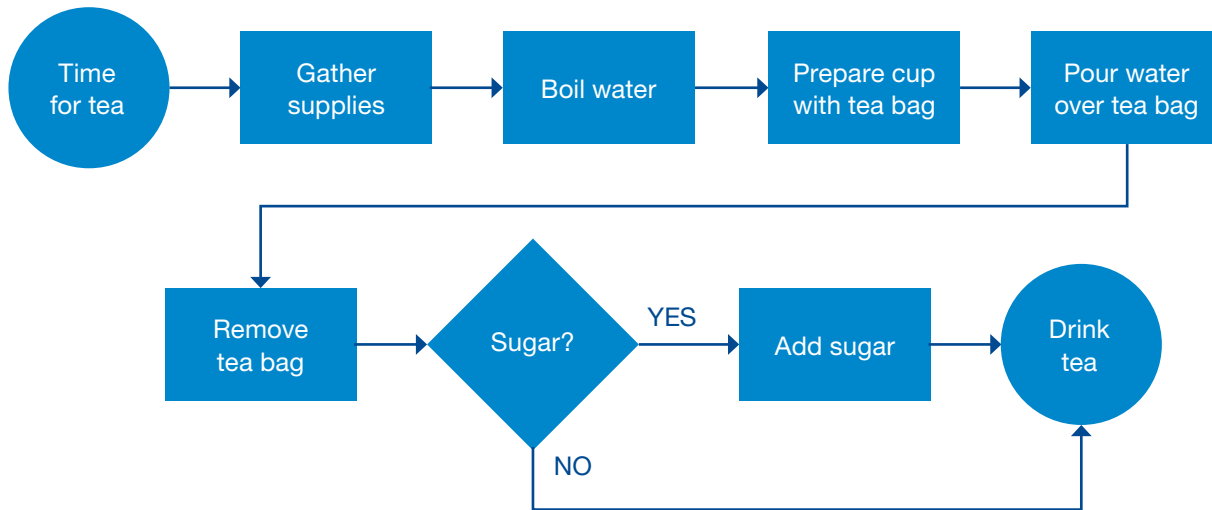 Time
for tea
Gather
supplies
Boil water
Prepare cup
with tea bag
Pour water
over tea bag
Remove
tea bag
Sugar?
YES
Add sugar
Drink
tea
NO